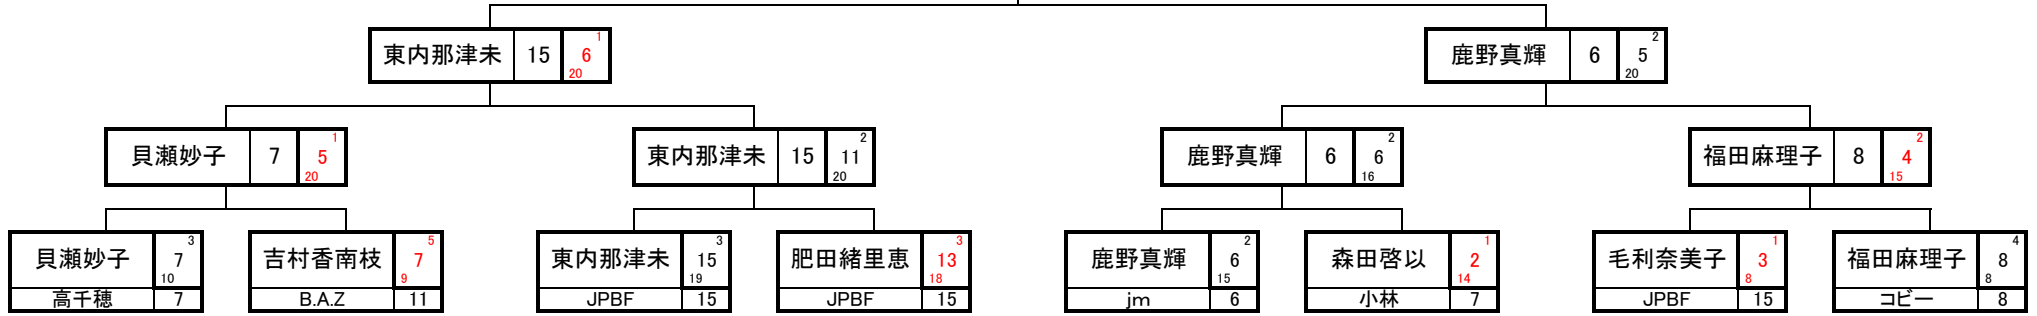 東内那津未 15 6 1 20
鹿野真輝 6 5 2 20
貝瀬妙子 7 5 1 20
東内那津未 15 11 2 20
鹿野真輝 6 6 2 16
福田麻理子 8 4 2 15
貝瀬妙子 7 3 10
高千穂 7
吉村香南枝 7 5 9
B.A.Z 11
東内那津未 15 3 19
JPBF 15
肥田緒里恵 13 3 18
JPBF 15
鹿野真輝 6 2 15
jm 6
森田啓以 2 1 14
小林 7
毛利奈美子 3 1 8
JPBF 15
福田麻理子 8 4 8
コビー 8